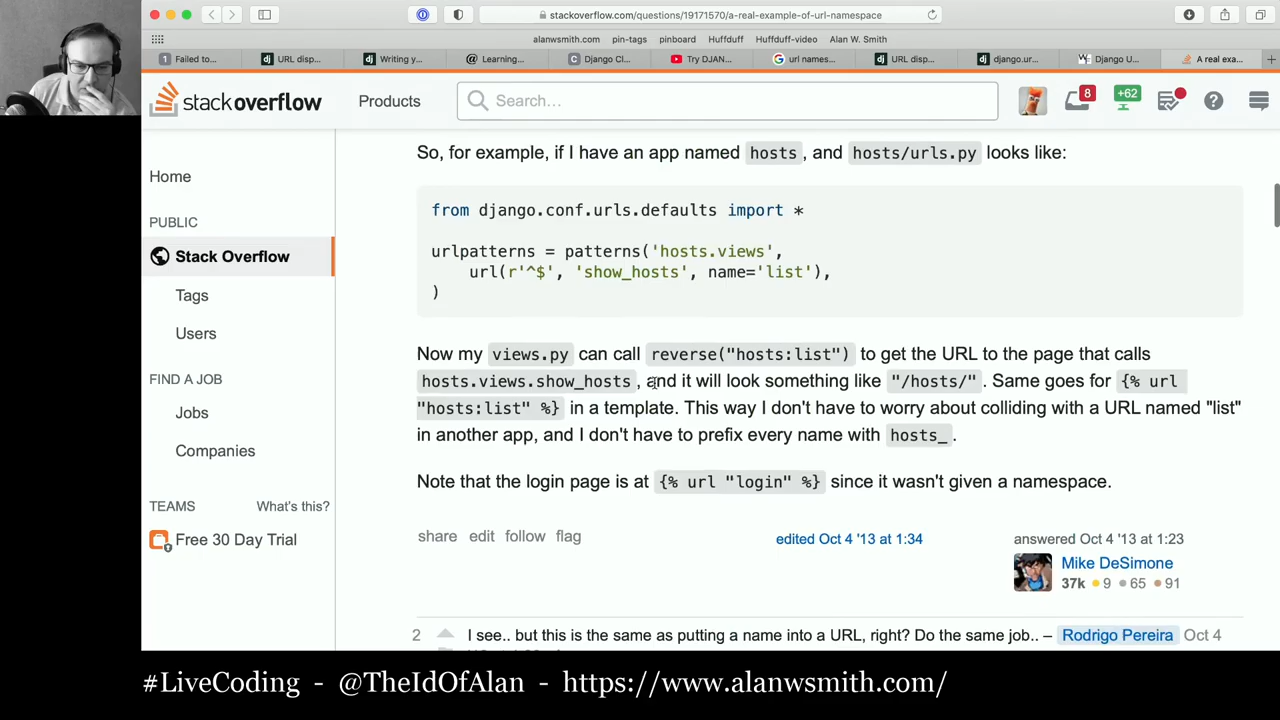 stackoverflow.com/questions/19171570/a-real-example-of-url-namespace
alanwsmith.com pin-tags pinboard Huffduff Huffduff-video Alan W. Smith
1 Failed to... dj URL disp... dj Writing y... @ Learning... C Django Cl... Try DJAN... G url names... dj URL disp... dj django.ur... W Django U... A real exa...
stackoverflow Products Search... 8 +62
So, for example, if I have an app named hosts, and hosts/urls.py looks like:
from django.conf.urls.defaults import *
urlpatterns = patterns('hosts.views',
url(r'^$', 'show_hosts', name='list'),
)
Now my views.py can call reverse("hosts:list") to get the URL to the page that calls
hosts.views.show_hosts, and it will look something like "/hosts/". Same goes for {% url
"hosts:list" %} in a template. This way I don't have to worry about colliding with a URL named "list"
in another app, and I don't have to prefix every name with hosts_.
Note that the login page is at {% url "login" %} since it wasn't given a namespace.
share edit follow flag
edited Oct 4 '13 at 1:34
answered Oct 4 '13 at 1:23
Mike DeSimone
37k 9 65 91
2 I see.. but this is the same as putting a name into a URL, right? Do the same job.. – Rodrigo Pereira Oct 4
Home
PUBLIC
Stack Overflow
Tags
Users
FIND A JOB
Jobs
Companies
TEAMS What's this?
Free 30 Day Trial
#LiveCoding - @TheIdOfAlan - https://www.alanwsmith.com/